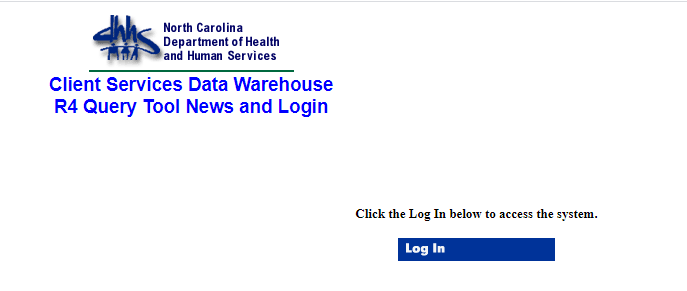 dhhs
North Carolina
Department of Health
and Human Services
Client Services Data Warehouse
R4 Query Tool News and Login
Click the Log In below to access the system.
Log In